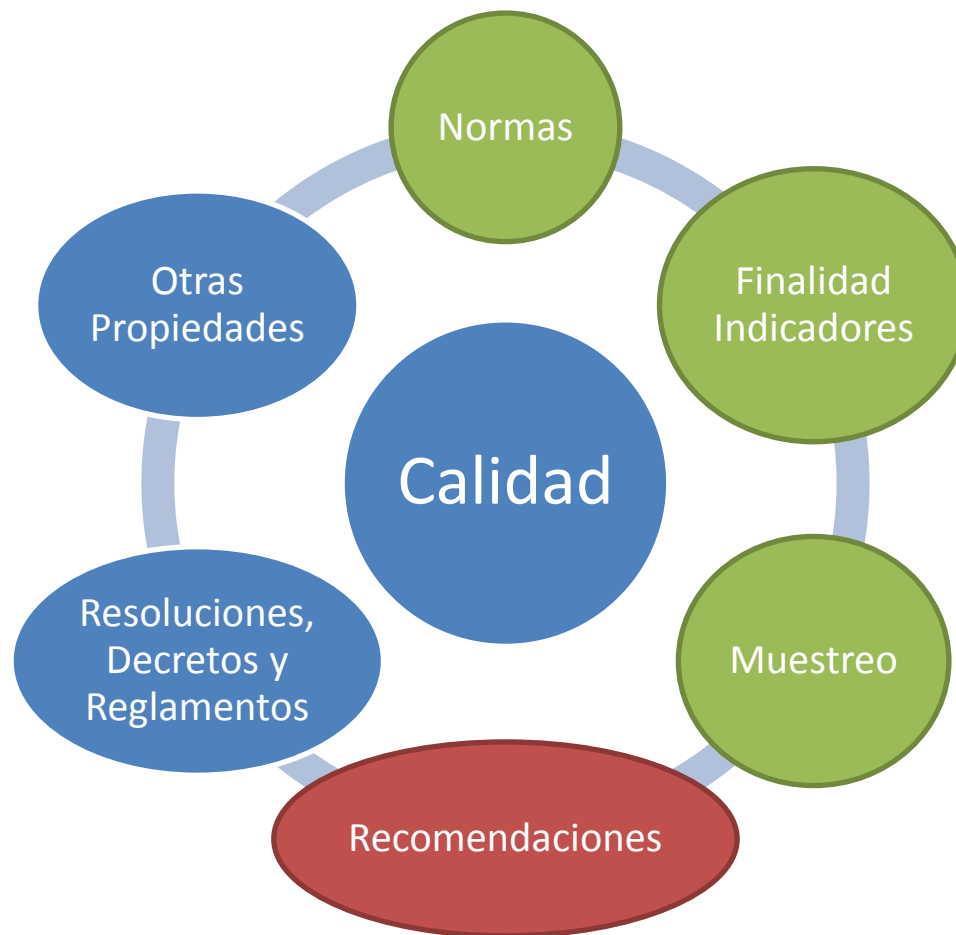 Normas
Finalidad
Indicadores
Muestreo
Recomendaciones
Resoluciones,
Decretos y
Reglamentos
Otras
Propiedades
Calidad